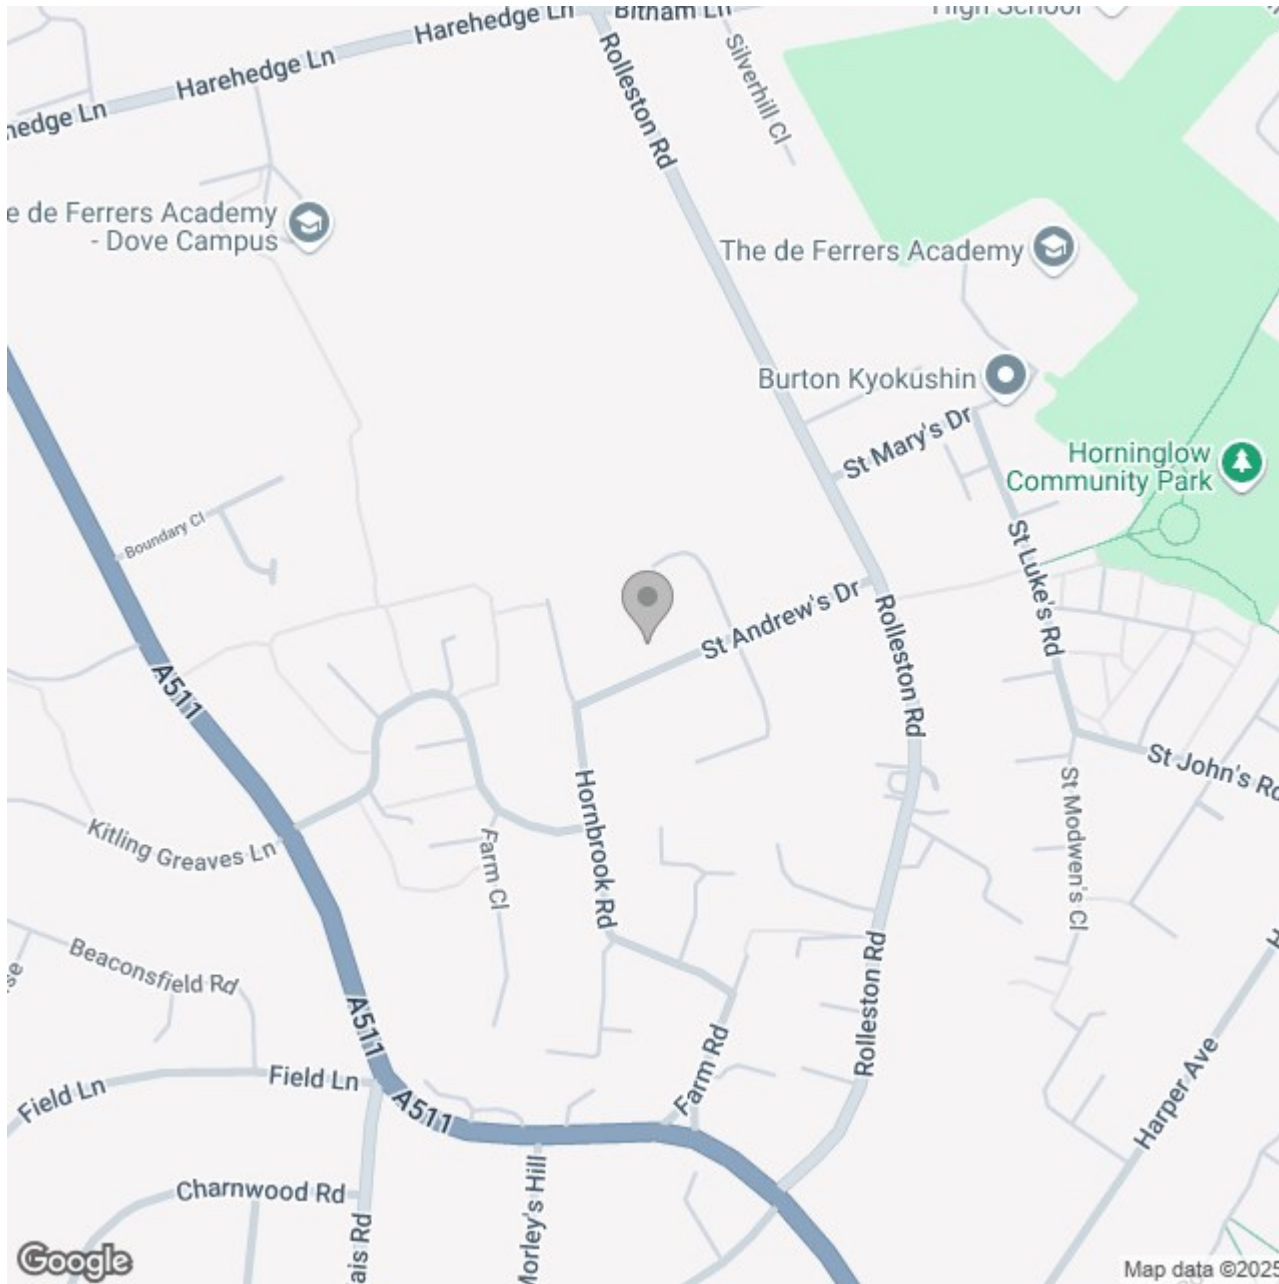 Harehedge Ln
Bitham Ln
High School
Harehedge Ln
hedge Ln
Rolleston Rd
Silverhill Cl
e de Ferrers Academy
- Dove Campus
The de Ferrers Academy
Burton Kyokushin
St Mary's Dr
Horninglow
Community Park
Boundary Cl
St Luke's Rd
St Andrew's Dr
Rolleston Rd
A511
St John's Rd
Hornbrook Rd
St Modwen's Cl
Kitling Greaves Ln
Farm Cl
Beaconsfield Rd
se
Rolleston Rd
H
A511
Farm Rd
Field Ln
Field Ln
A511
Harper Ave
Charnwood Rd
Morley's Hill
ais Rd
Google
Map data ©2025